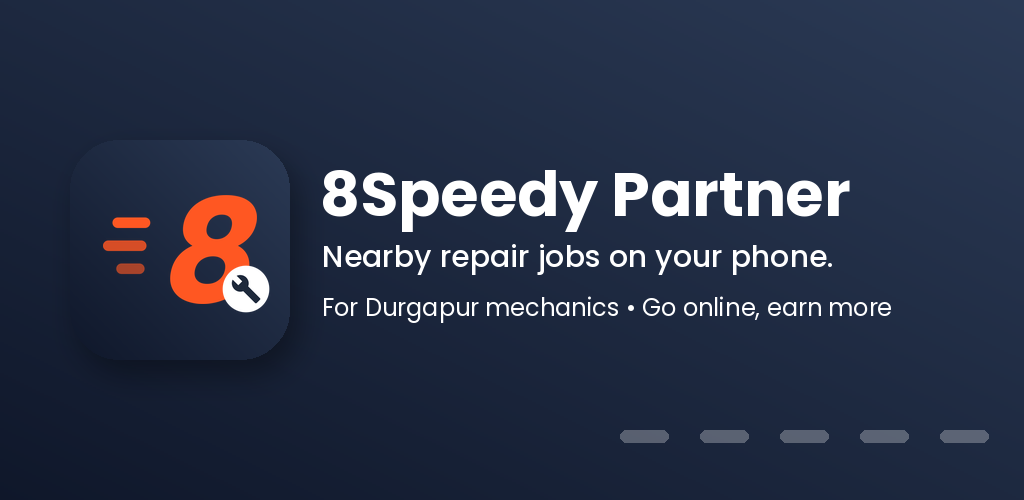 8
8Speedy Partner
Nearby repair jobs on your phone.
For Durgapur mechanics • Go online, earn more